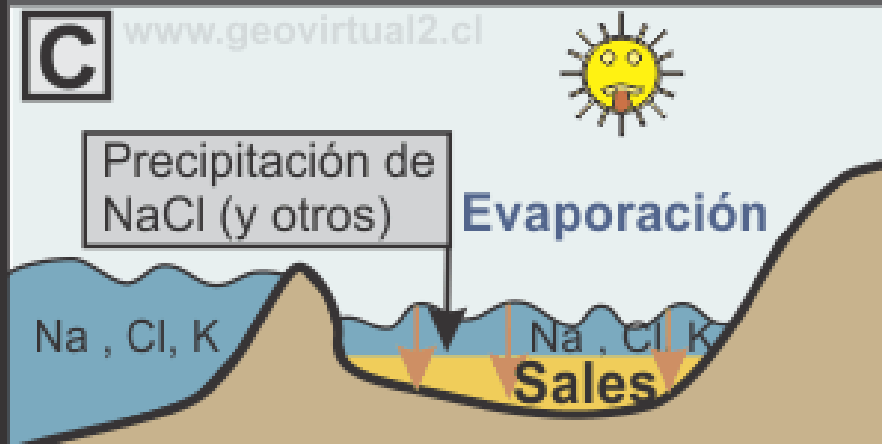 C
www.geovirtual2.cl
Precipitación de
NaCl (y otros)
Evaporación
Na , Cl, K
Na , Cl, K
Sales